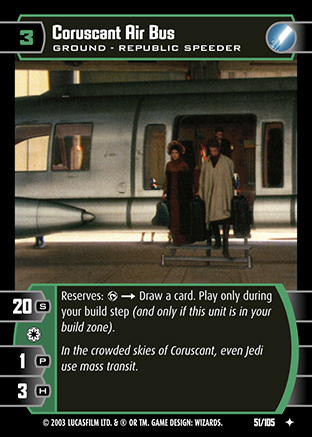 3
Coruscant Air Bus
GROUND - REPUBLIC SPEEDER
20 S
1 P
3 H
Reserves: → Draw a card. Play only during
your build step (and only if this unit is in your
build zone).
In the crowded skies of Coruscant, even Jedi
use mass transit.
© 2003 LUCASFILM LTD. & ® OR TM. GAME DESIGN: WIZARDS.
51/105